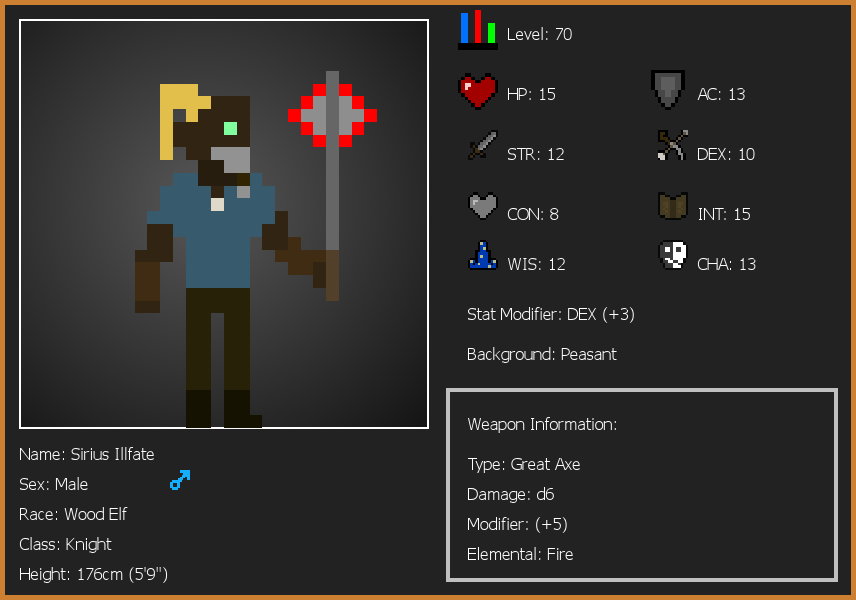 Level: 70
HP: 15
AC: 13
STR: 12
DEX: 10
CON: 8
INT: 15
WIS: 12
CHA: 13
Stat Modifier: DEX (+3)
Background: Peasant
Weapon Information:
Type: Great Axe
Damage: d6
Modifier: (+5)
Elemental: Fire
Name: Sirius Illfate
Sex: Male
Race: Wood Elf
Class: Knight
Height: 176cm (5'9")